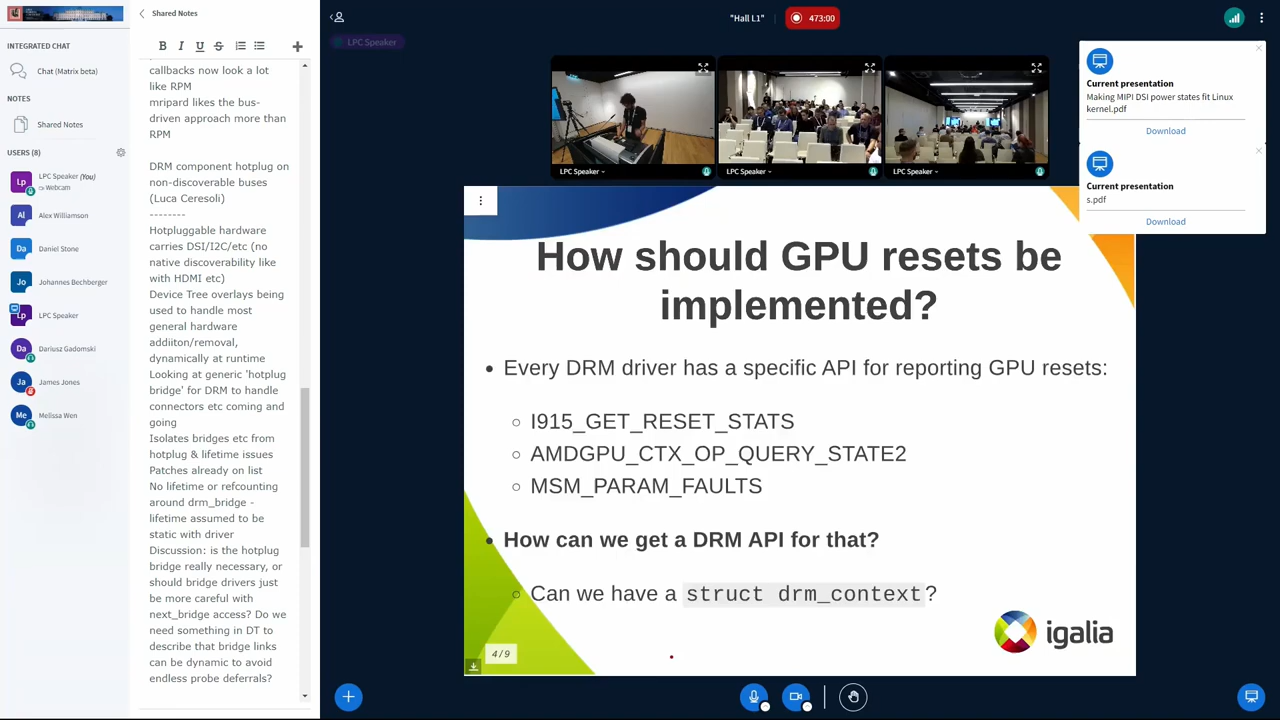 INTEGRATED CHAT
Chat (Matrix beta)
NOTES
Shared Notes
USERS (8)
Lp
LPC Speaker (You)
Webcam
Al
Alex Williamson
Da
Daniel Stone
Jo
Johannes Bechberger
Lp
LPC Speaker
Da
Dariusz Gadomski
Ja
James Jones
Me
Melissa Wen
Shared Notes
B I U S
callbacks now look a lot
like RPM
mripard likes the bus-
driven approach more than
RPM
DRM component hotplug on
non-discoverable buses
(Luca Ceresoli)
--------
Hotpluggable hardware
carries DSI/I2C/etc (no
native discoverability like
with HDMI etc)
Device Tree overlays being
used to handle most
general hardware
addiiton/removal,
dynamically at runtime
Looking at generic 'hotplug
bridge' for DRM to handle
connectors etc coming and
going
Isolates bridges etc from
hotplug & lifetime issues
Patches already on list
No lifetime or refcounting
around drm_bridge -
lifetime assumed to be
static with driver
Discussion: is the hotplug
bridge really necessary, or
should bridge drivers just
be more careful with
next_bridge access? Do we
need something in DT to
describe that bridge links
can be dynamic to avoid
endless probe deferrals?
"Hall L1"
473:00
LPC Speaker
LPC Speaker
LPC Speaker
LPC Speaker
Current presentation
Making MIPI DSI power states fit Linux
kernel.pdf
Download
Current presentation
s.pdf
Download
How should GPU resets be
implemented?
Every DRM driver has a specific API for reporting GPU resets:
I915_GET_RESET_STATS
AMDGPU_CTX_OP_QUERY_STATE2
MSM_PARAM_FAULTS
How can we get a DRM API for that?
Can we have a struct drm_context?
igalia
4/9